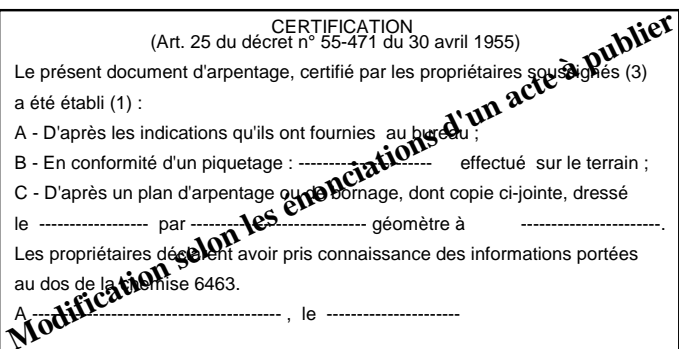 CERTIFICATION
(Art. 25 du décret n° 55-471 du 30 avril 1955)
Le présent document d'arpentage, certifié par les propriétaires soussignés (3)
a été établi (1) :
A - D'après les indications qu'ils ont fournies au bureau ;
B - En conformité d'un piquetage : ---------------------- effectué sur le terrain ;
C - D'après un plan d'arpentage ou de bornage, dont copie ci-jointe, dressé
le ------------------ par ----------------------------- géomètre à -----------------------.
Les propriétaires déclarent avoir pris connaissance des informations portées
au dos de la chemise 6463.
A ----------------------------------------- , le ----------------------
Modification selon les énonciations d'un acte à publier